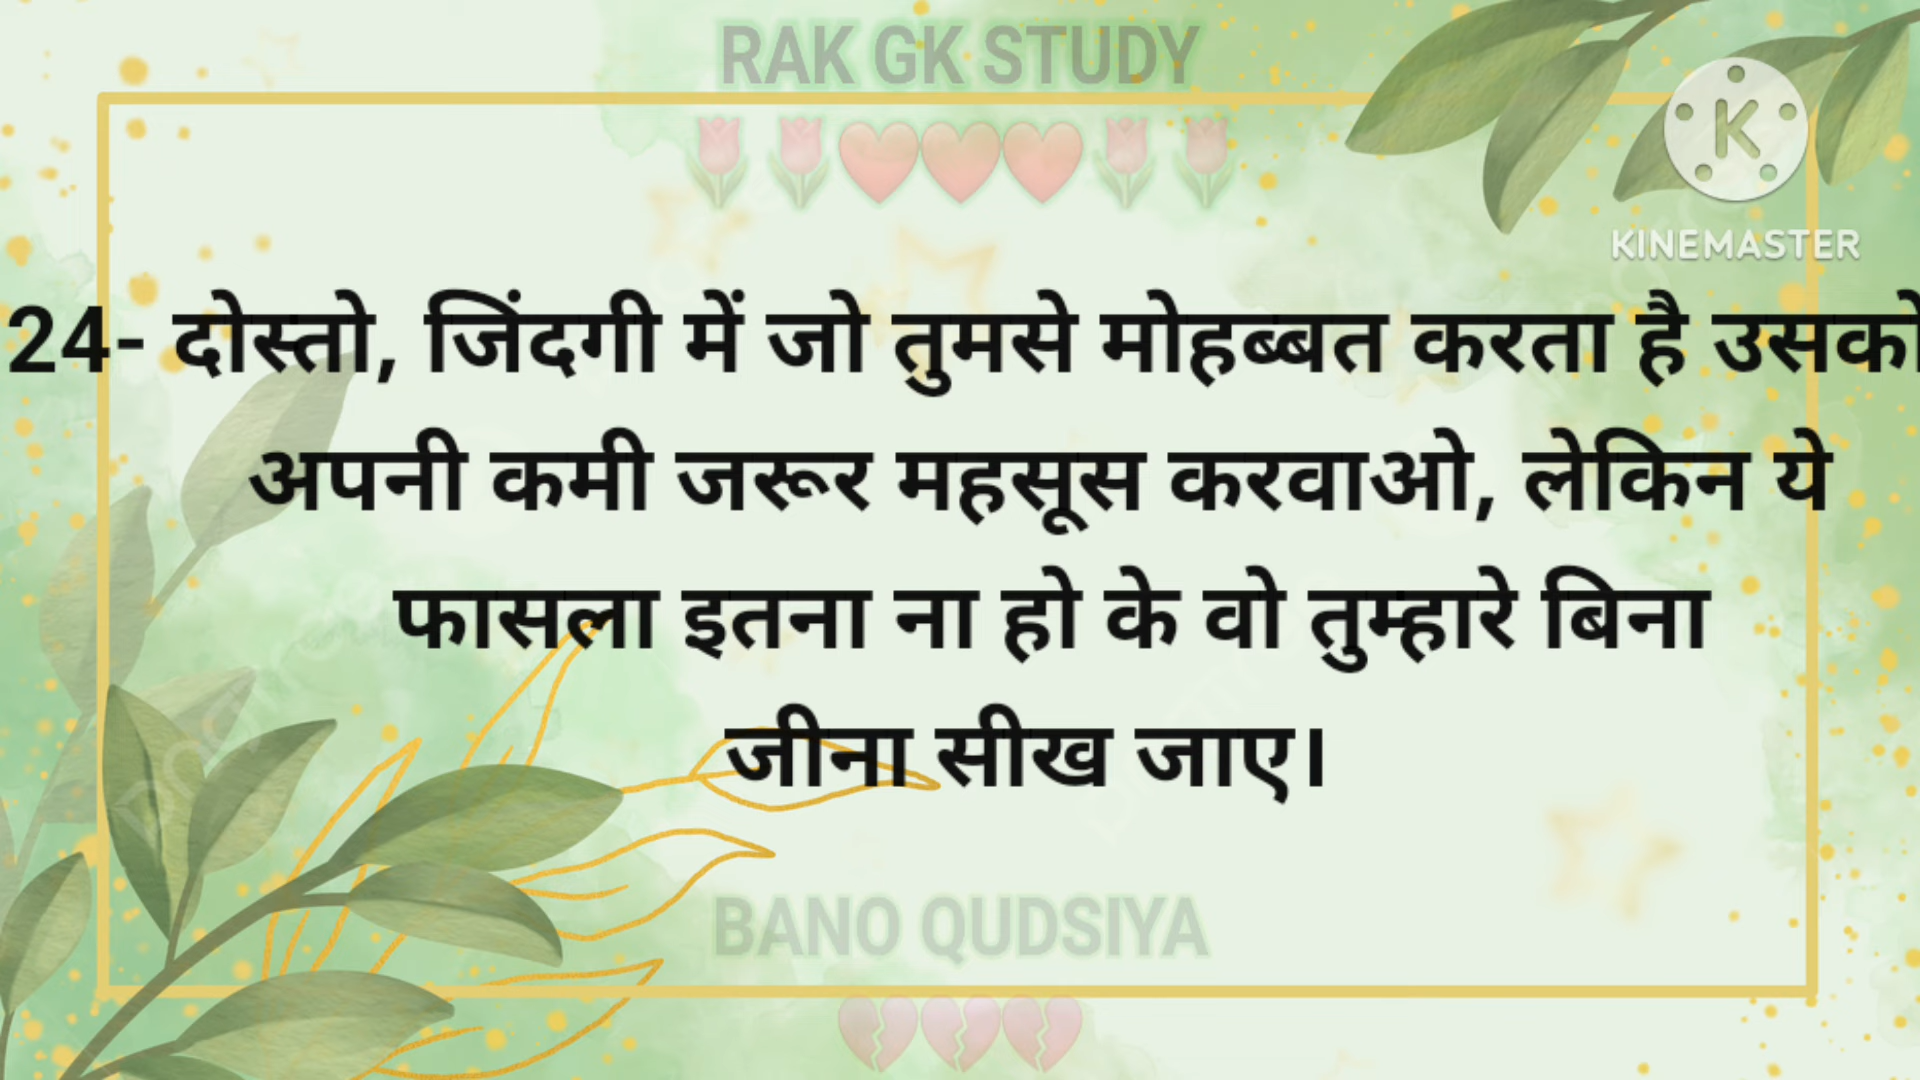 RAK GK STUDY
K
KINEMASTER
24- दोस्तो, जिंदगी में जो तुमसे मोहब्बत करता है उसको
अपनी कमी जरूर महसूस करवाओ, लेकिन ये
फासला इतना ना हो के वो तुम्हारे बिना
जीना सीख जाए।
BANO QUDSIYA